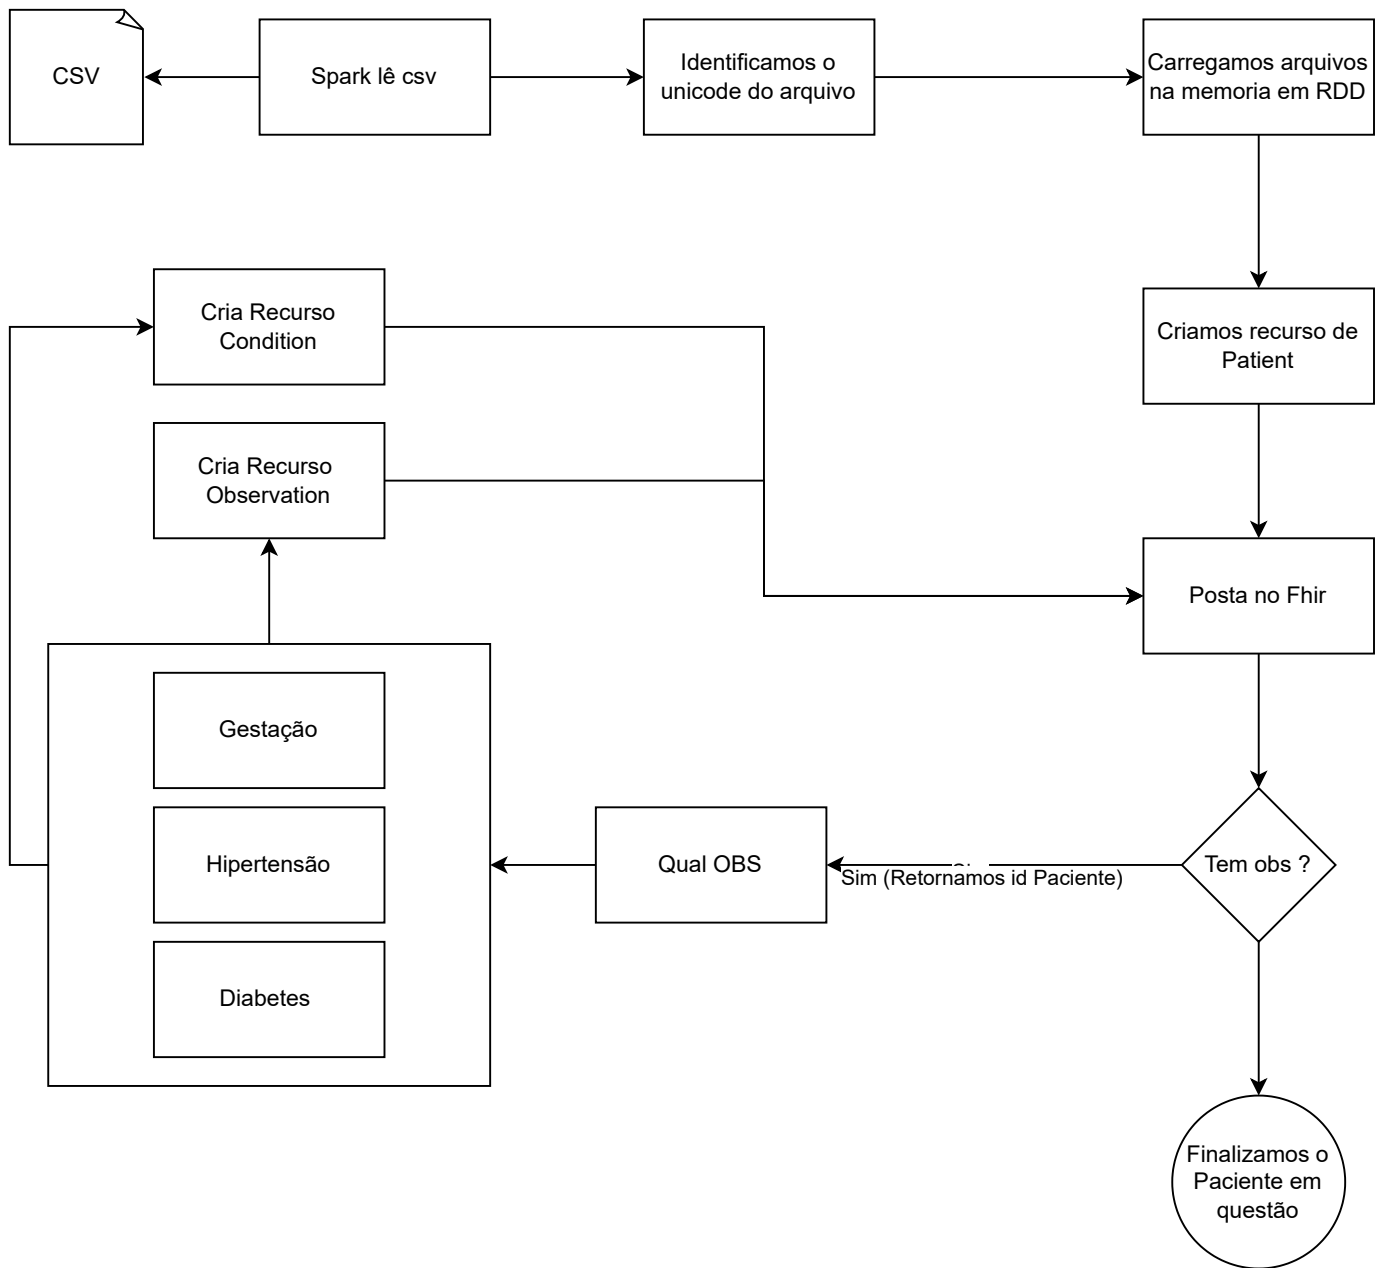 CSV
Spark lê csv
Identificamos o
unicode do arquivo
Carregamos arquivos
na memoria em RDD
Cria Recurso
Condition
Criamos recurso de
Patient
Cria Recurso
Observation
Posta no Fhir
Gestação
Hipertensão
Qual OBS
Sim (Retornamos id Paciente)
Tem obs ?
Diabetes
Finalizamos o
Paciente em
questão